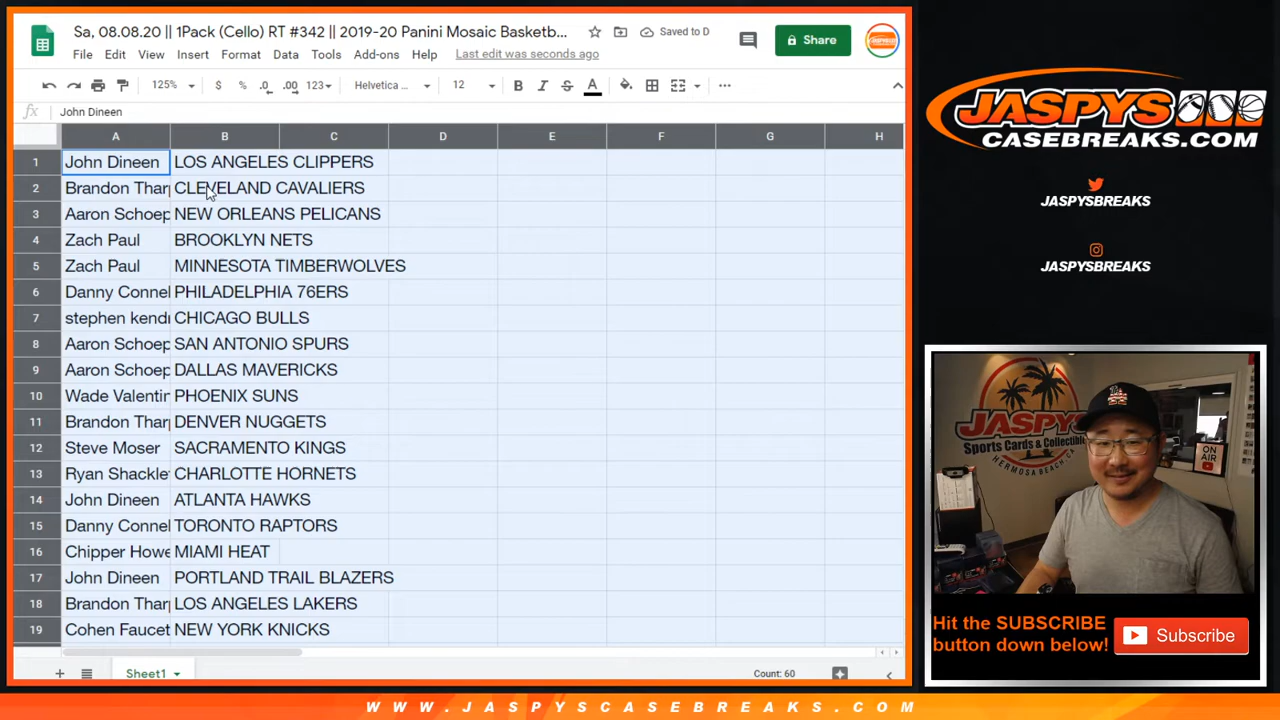 Sa, 08.08.20 || 1Pack (Cello) RT #342 || 2019-20 Panini Mosaic Basketb...
Saved to D
Share
File Edit View Insert Format Data Tools Add-ons Help Last edit was seconds ago
125% $ % .0 .00 123 Helvetica ... 12 B I S A
fx John Dineen
A B C D E F G H
1 John Dineen LOS ANGELES CLIPPERS
2 Brandon Thar CLEVELAND CAVALIERS
3 Aaron Schoep NEW ORLEANS PELICANS
4 Zach Paul BROOKLYN NETS
5 Zach Paul MINNESOTA TIMBERWOLVES
6 Danny Connel PHILADELPHIA 76ERS
7 stephen kendr CHICAGO BULLS
8 Aaron Schoep SAN ANTONIO SPURS
9 Aaron Schoep DALLAS MAVERICKS
10 Wade Valentin PHOENIX SUNS
11 Brandon Thar DENVER NUGGETS
12 Steve Moser SACRAMENTO KINGS
13 Ryan Shacklet CHARLOTTE HORNETS
14 John Dineen ATLANTA HAWKS
15 Danny Connel TORONTO RAPTORS
16 Chipper Howe MIAMI HEAT
17 John Dineen PORTLAND TRAIL BLAZERS
18 Brandon Thar LOS ANGELES LAKERS
19 Cohen Faucet NEW YORK KNICKS
Sheet1
Count: 60
JASPYS
CASEBREAKS.COM
JASPYSBREAKS
JASPYSBREAKS
JASPYS
Sports Cards & Collectible
HERMOSA BEACH, CA
ON AIR
Hit the SUBSCRIBE
button down below!
Subscribe
WWW.JASPYSCASEBREAKS.COM